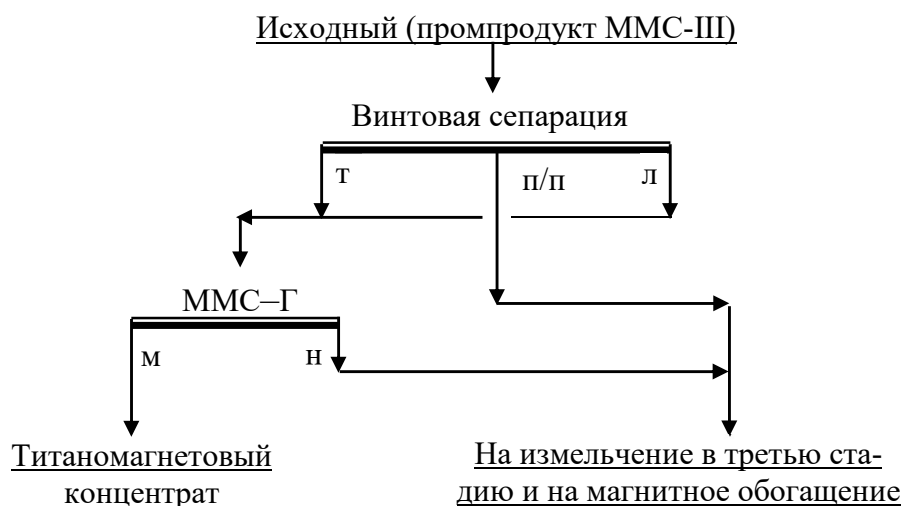 Исходный (промпродукт ММС-III)
Винтовая сепарация
т п/п л
ММС–Г
м н
Титаномагнетовый
концентрат
На измельчение в третью ста-
дию и на магнитное обогащение